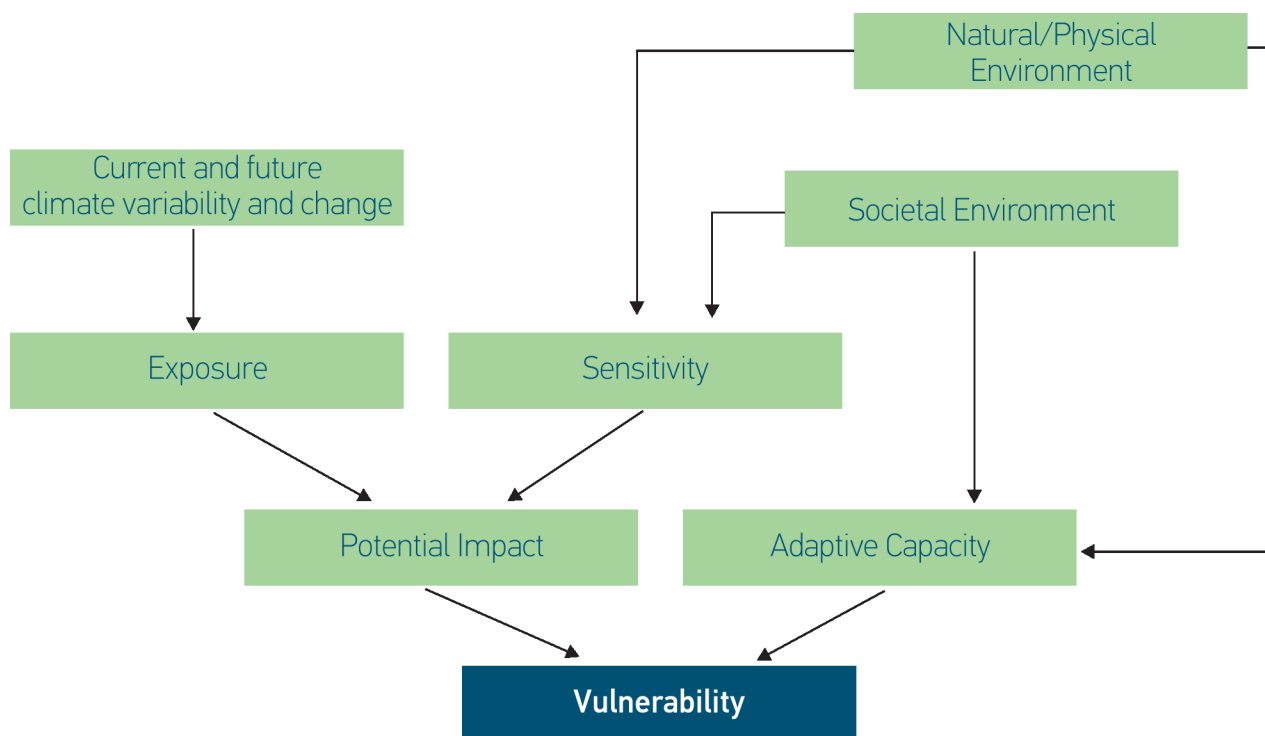 Natural/Physical
Environment
Current and future
climate variability and change
Societal Environment
Exposure
Sensitivity
Potential Impact
Adaptive Capacity
Vulnerability